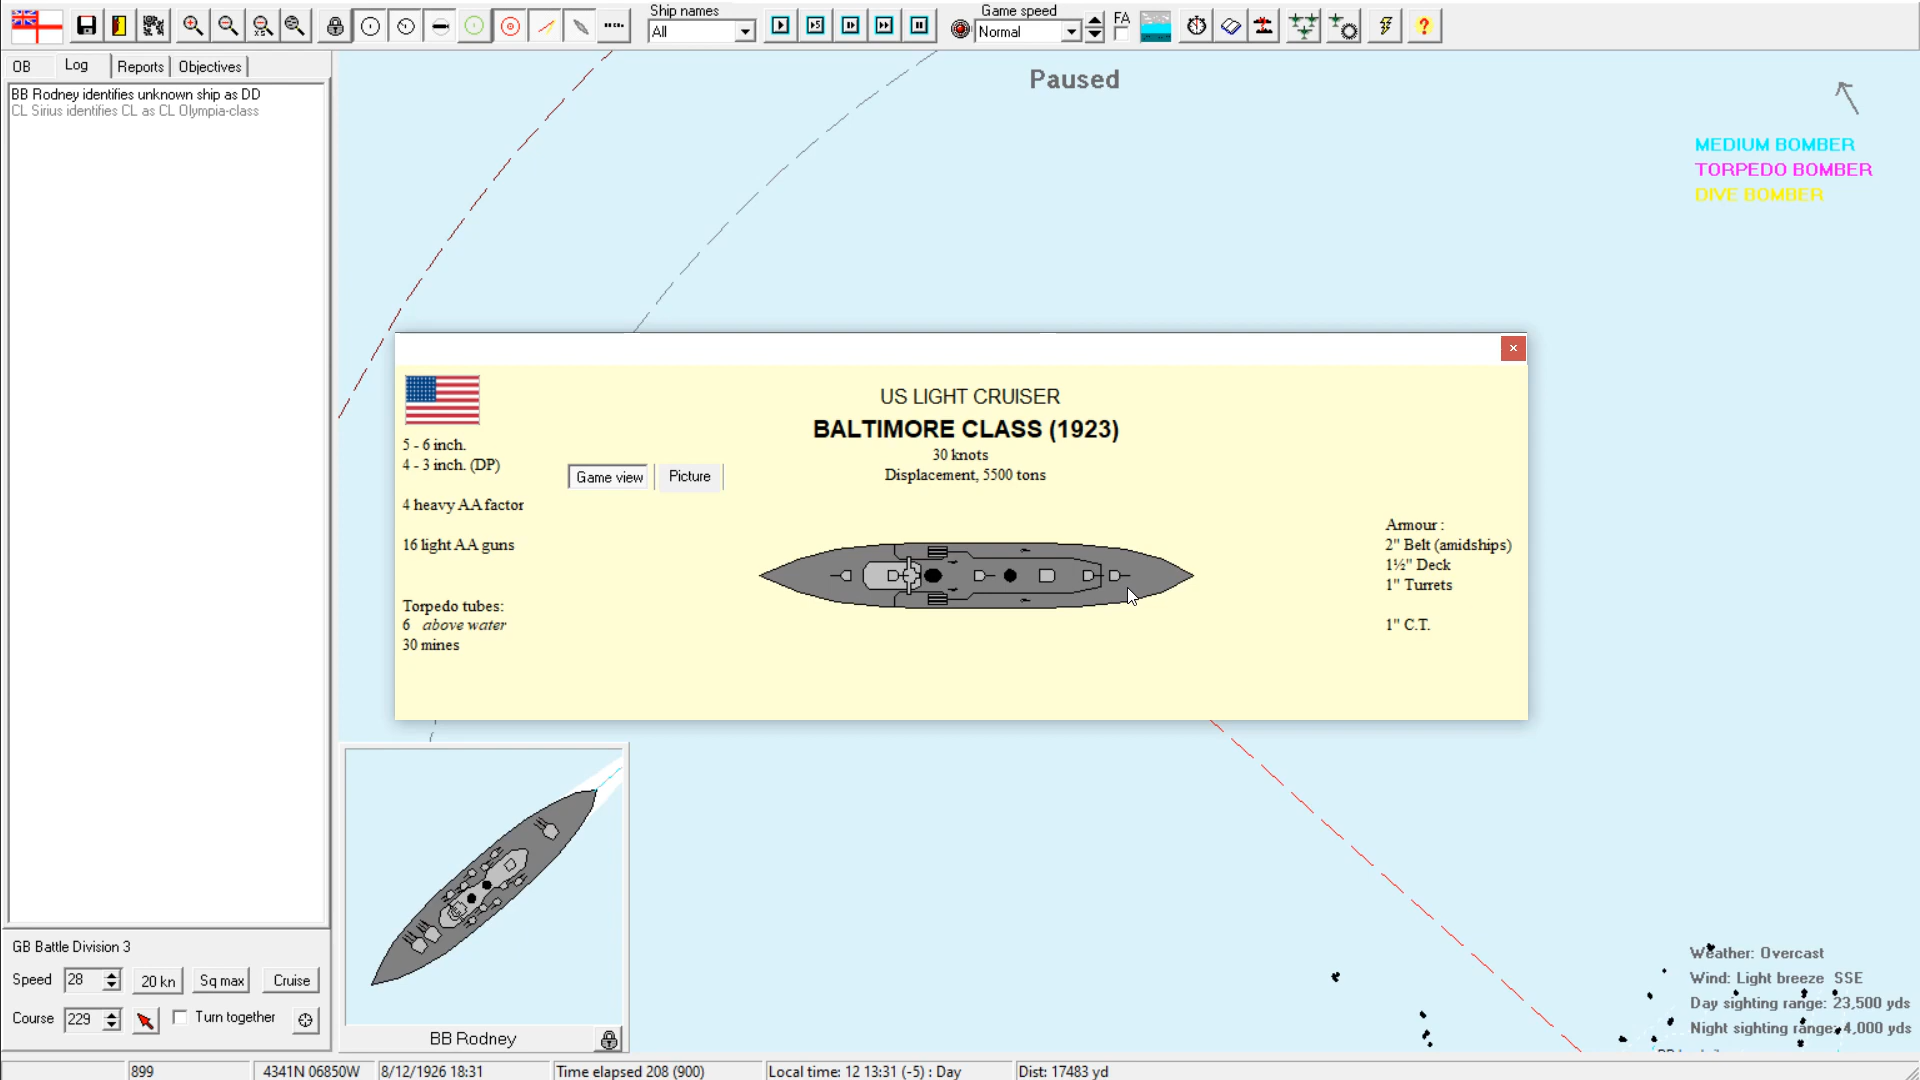 Ship names
All
Game speed
Normal
FA
OB
Log
Reports
Objectives
BB Rodney identifies unknown ship as DD
CL Sirius identifies CL as CL Olympia-class
Paused
MEDIUM BOMBER
TORPEDO BOMBER
DIVE BOMBER
US LIGHT CRUISER
BALTIMORE CLASS (1923)
30 knots
Displacement, 5500 tons
5 - 6 inch.
4 - 3 inch. (DP)
Game view
Picture
4 heavy AA factor
16 light AA guns
Torpedo tubes:
6 above water
30 mines
Armour :
2" Belt (amidships)
1½" Deck
1" Turrets
1" C.T.
GB Battle Division 3
Speed 28 20 kn Sq max Cruise
Course 229 Turn together
BB Rodney
Weather: Overcast
Wind: Light breeze SSE
Day sighting range: 23,500 yds
Night sighting range: 4,000 yds
899
4341N 06850W
8/12/1926 18:31
Time elapsed 208 (900)
Local time: 12 13:31 (-5) : Day
Dist: 17483 yd